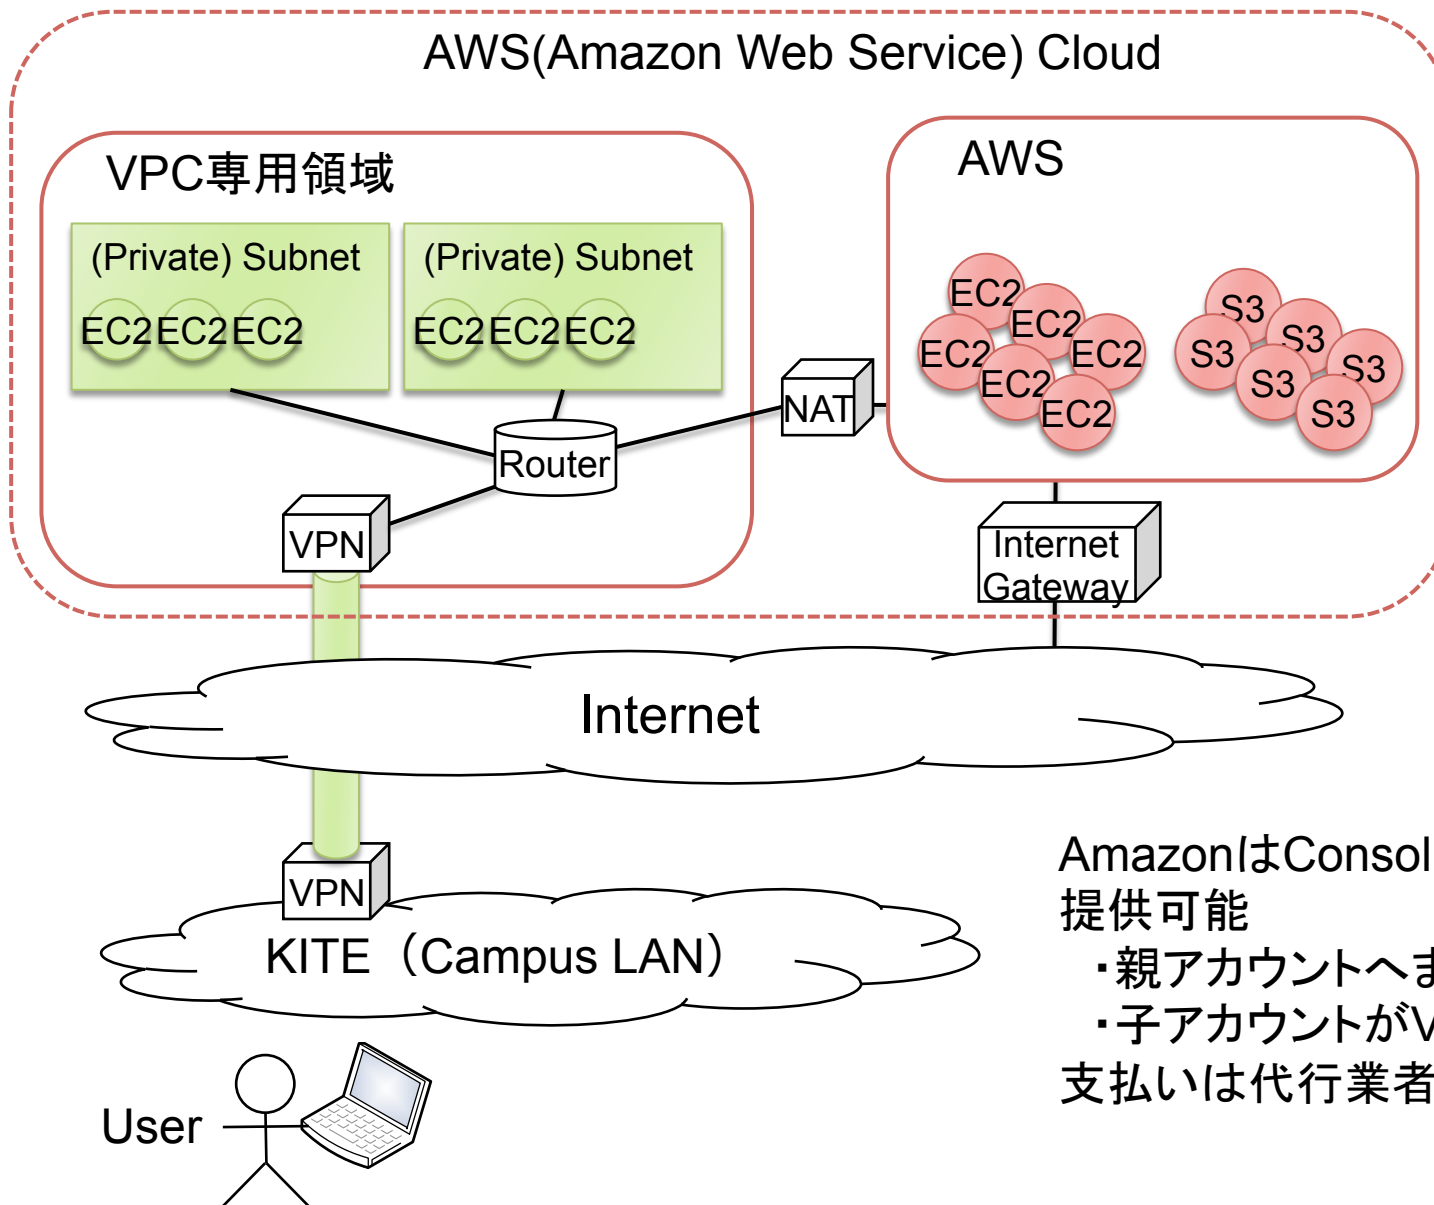 AWS(Amazon Web Service) Cloud
VPC専用領域
AWS
(Private) Subnet
(Private) Subnet
EC2 EC2 EC2
EC2 EC2 EC2
EC2
EC2
EC2
EC2
EC2
EC2
S3
S3
S3
S3
S3
S3
NAT
Router
VPN
Internet
Gateway
Internet
VPN
KITE（Campus LAN）
User
AmazonはConsol
提供可能
・親アカウントへま
・子アカウントがV
支払いは代行業者